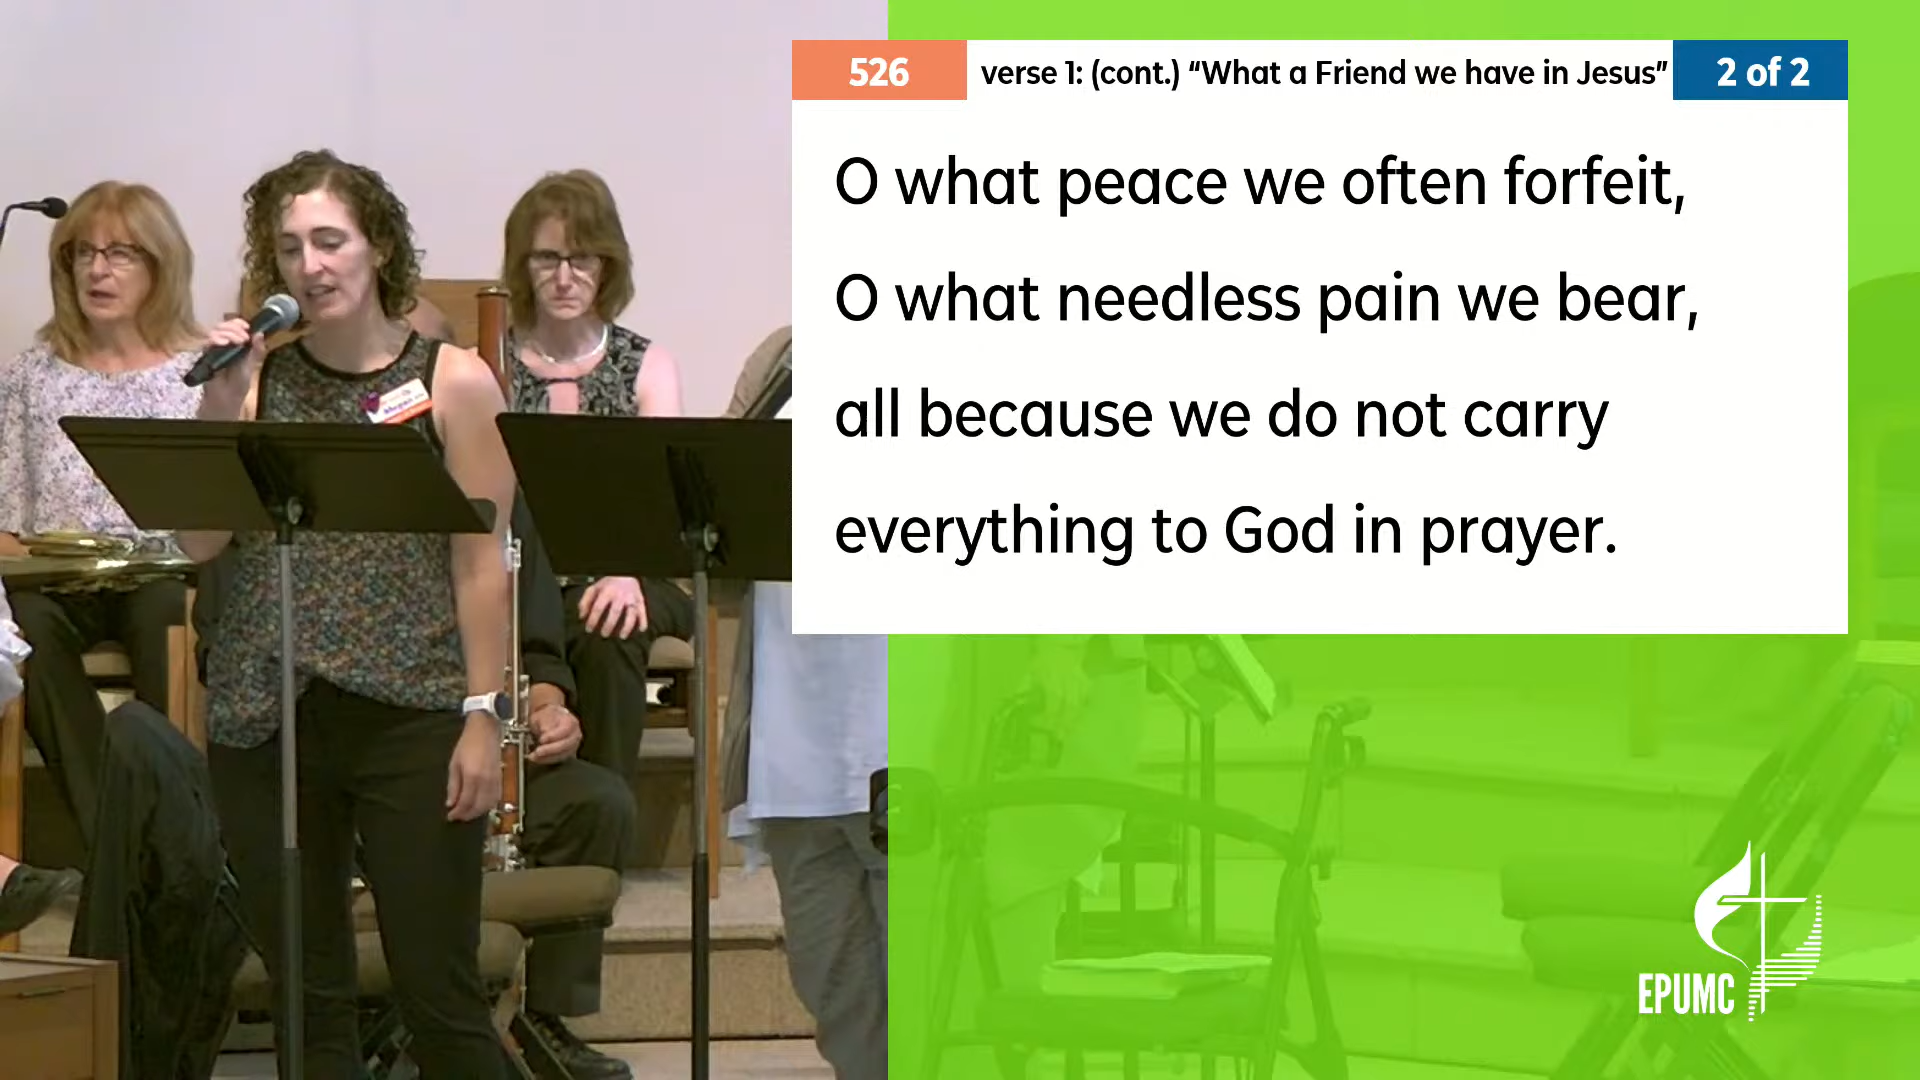 526
verse 1: (cont.) “What a Friend we have in Jesus”
2 of 2
O what peace we often forfeit,
O what needless pain we bear,
all because we do not carry
everything to God in prayer.
EPUMC